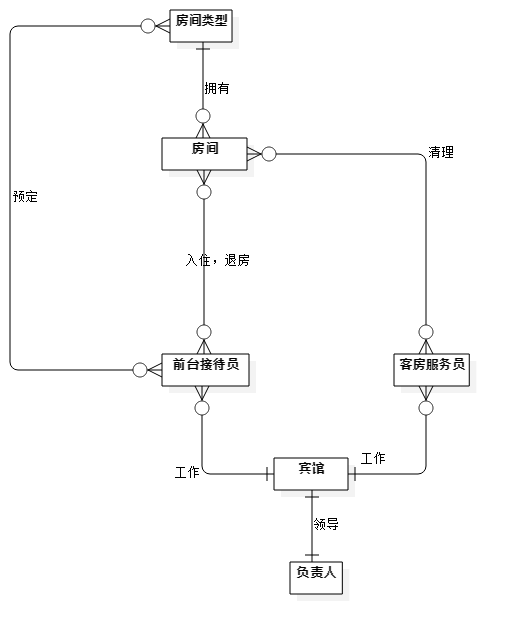 房间类型
拥有
房间
清理
预定
入住，退房
前台接待员
客房服务员
工作
宾馆
工作
领导
负责人